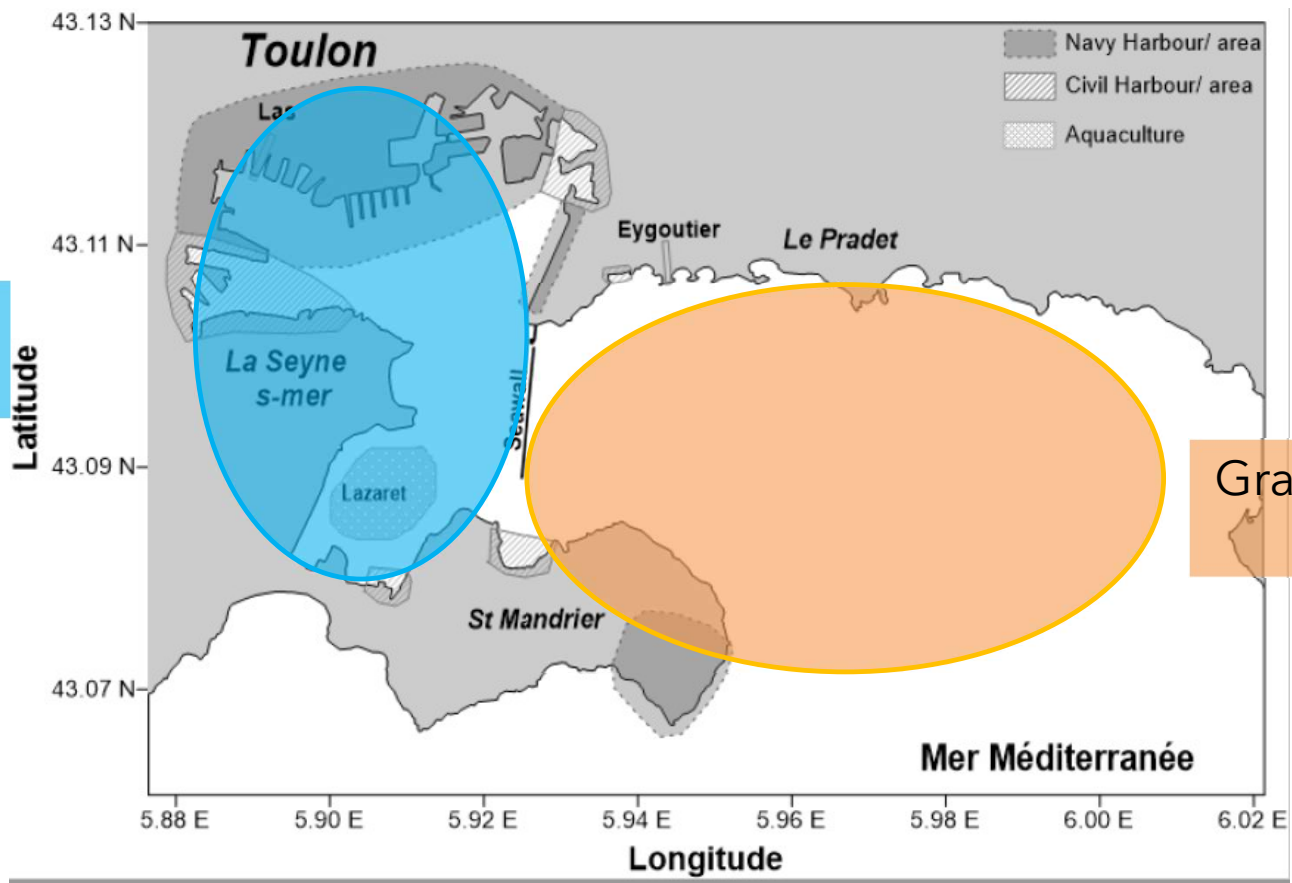 43.13 N
Toulon
Navy Harbour/ area
Civil Harbour/ area
Aquaculture
Las
43.11 N
Eygoutier
Le Pradet
La Seyne
s-mer
Seawall
Latitude
43.09 N
Lazaret
Gra
St Mandrier
43.07 N
Mer Méditerranée
5.88 E
5.90 E
5.92 E
5.94 E
5.96 E
5.98 E
6.00 E
6.02 E
Longitude